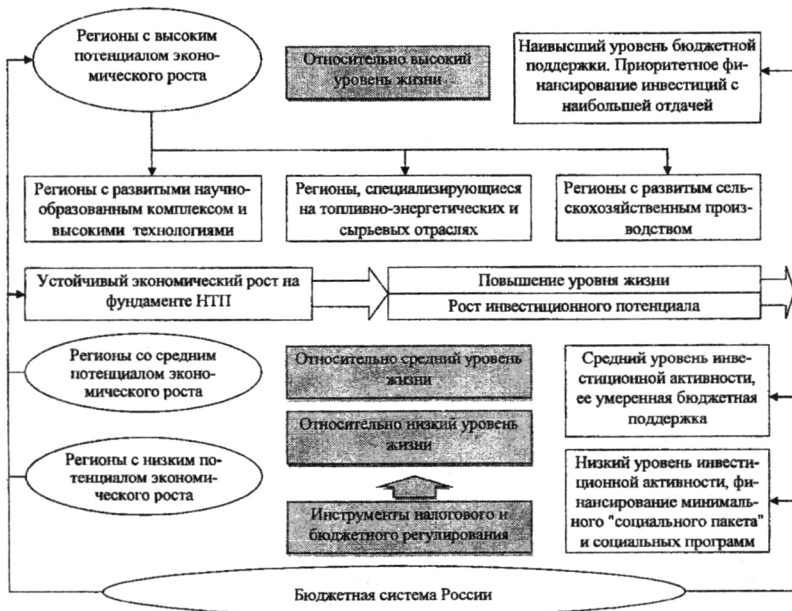 Регионы с высоким
потенциалом эконо-
мического роста
Относительно высокий
уровень жизни
Наивысший уровень бюджетной
поддержки. Приоритетное фи-
нансирование инвестиций с
наибольшей отдачей
Регионы с развитыми научно-
образованным комплексом и
высокими технологиями
Регионы, специализирующиеся
на топливно-энергетических и
сырьевых отраслях
Регионы с развитым сель-
скохозяйственным произ-
водством
Устойчивый экономический рост на
фундаменте НТП
Повышение уровня жизни
Рост инвестиционного потенциала
Регионы со средним
потенциалом эконо-
мического роста
Относительно средний уровень
жизни
Средний уровень инве-
стиционной активности,
ее умеренная бюджетная
поддержка
Относительно низкий уровень
жизни
Регионы с низким по-
тенциалом экономи-
ческого роста
Низкий уровень инвести-
ционной активности, фи-
нансирование минималь-
ного "социального пакета"
и социальных программ
Инструменты налогового и
бюджетного регулирования
Бюджетная система России